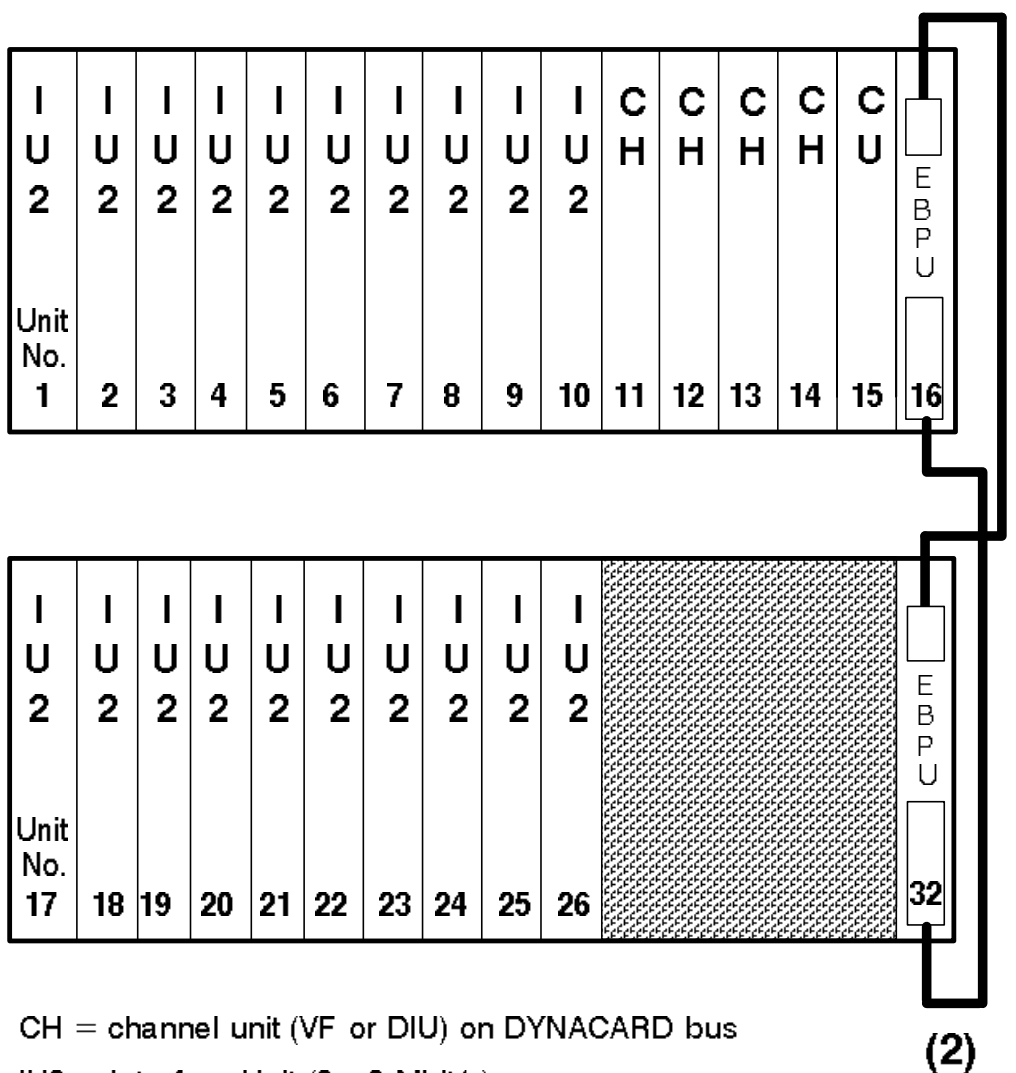 I I I I I I I I I I C C C C C
U U U U U U U U U U H H H H U
2 2 2 2 2 2 2 2 2 2
E
B
P
U
Unit
No.
1 2 3 4 5 6 7 8 9 10 11 12 13 14 15 16
I I I I I I I I I I
U U U U U U U U U U
2 2 2 2 2 2 2 2 2 2
E
B
P
U
Unit
No.
17 18 19 20 21 22 23 24 25 26 32
CH = channel unit (VF or DIU) on DYNACARD bus
(2)
IU2 Interface Unit